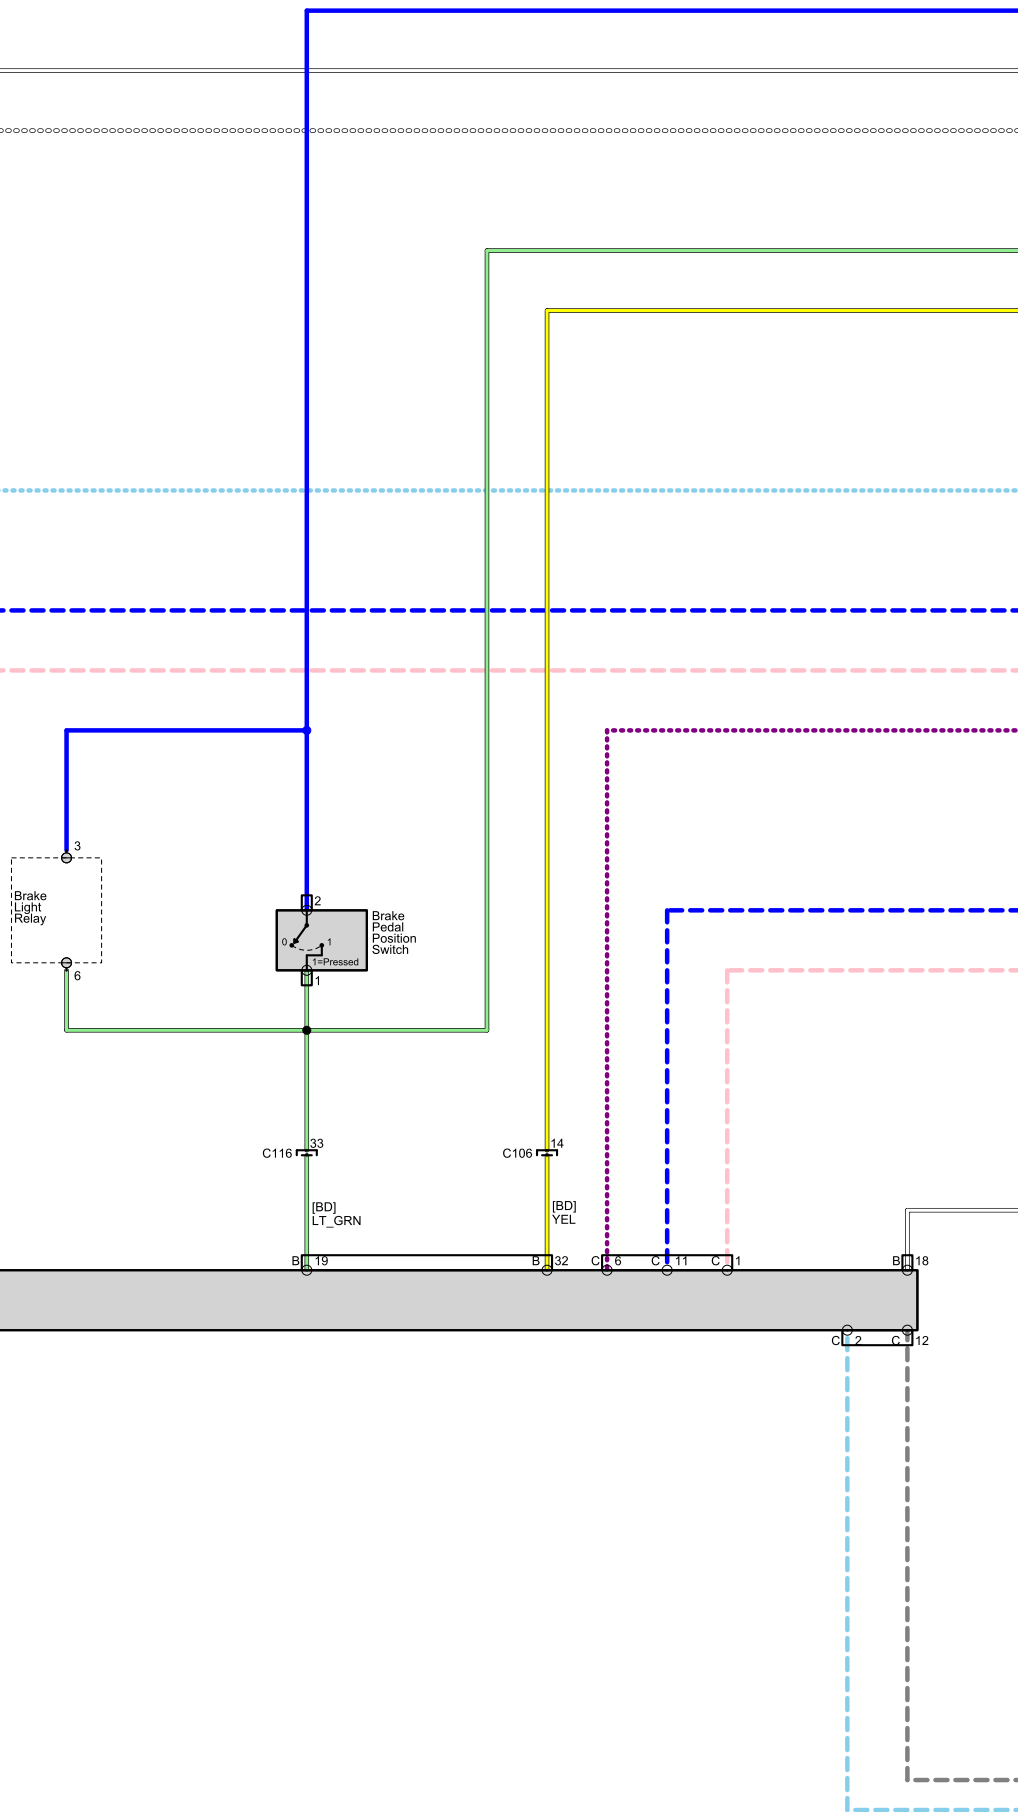 3
Brake
Light
Relay
6
2
Brake
Pedal
Position
Switch
0
1
1=Pressed
1
33
C116
14
C106
[BD]
LT_GRN
[BD]
YEL
B 19
B 32
C 6
C 11
C 1
B 18
C 2
C 12